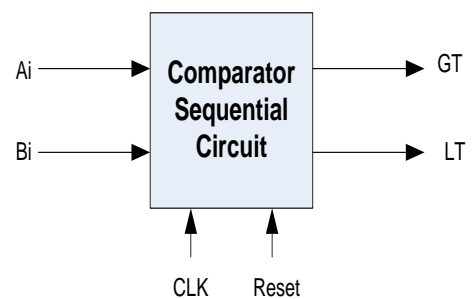 Ai
Bi
Comparator
Sequential
Circuit
GT
LT
CLK
Reset